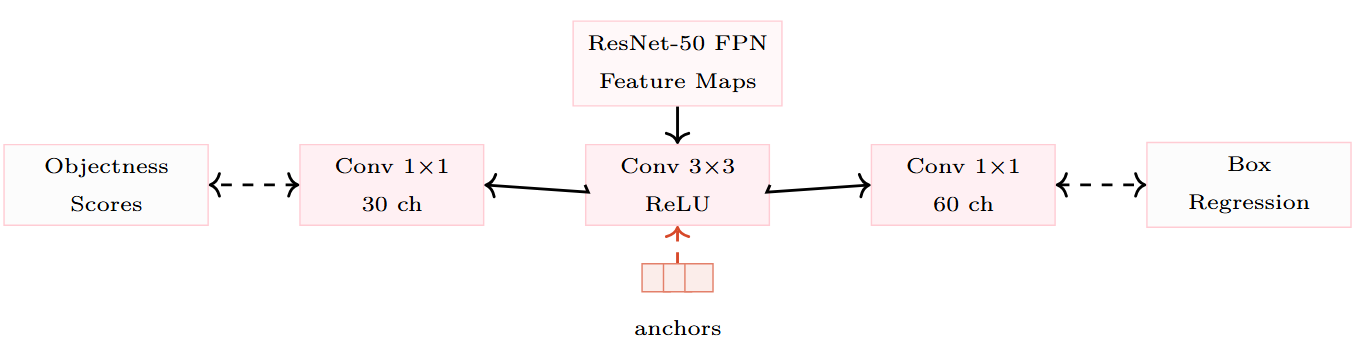 ResNet-50 FPN
Feature Maps
Objectness
Scores
Conv 1×1
30 ch
Conv 3×3
ReLU
Conv 1×1
60 ch
Box
Regression
anchors